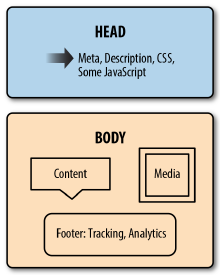 HEAD
Meta, Description, CSS,
Some JavaScript
BODY
Content
Media
Footer: Tracking, Analytics